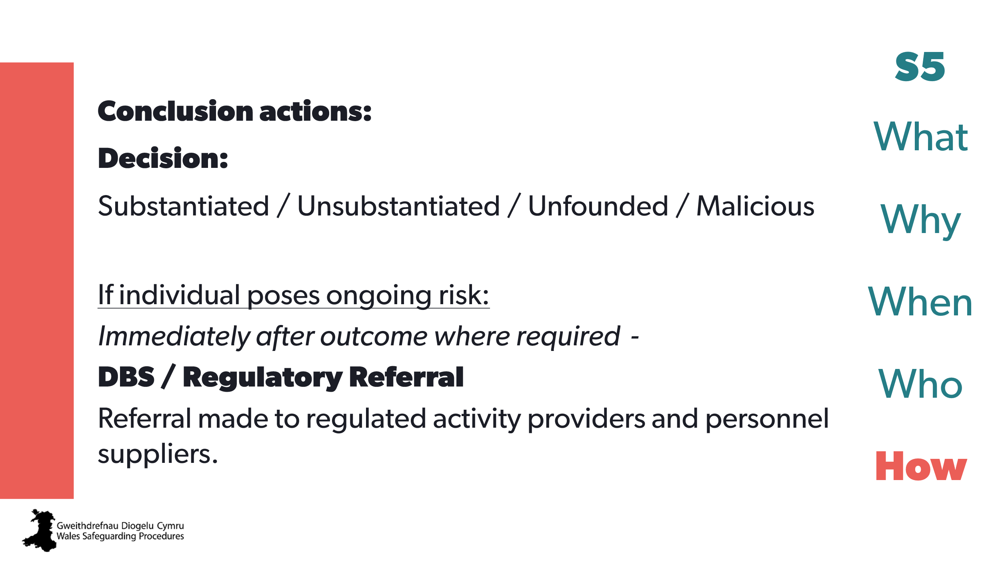 Conclusion actions:
Decision:
Substantiated / Unsubstantiated / Unfounded / Malicious
If individual poses ongoing risk:
Immediately after outcome where required -
DBS / Regulatory Referral
Referral made to regulated activity providers and personnel
suppliers.
S5
What
Why
When
Who
How
Gweithdrefnau Diogelu Cymru
Wales Safeguarding Procedures